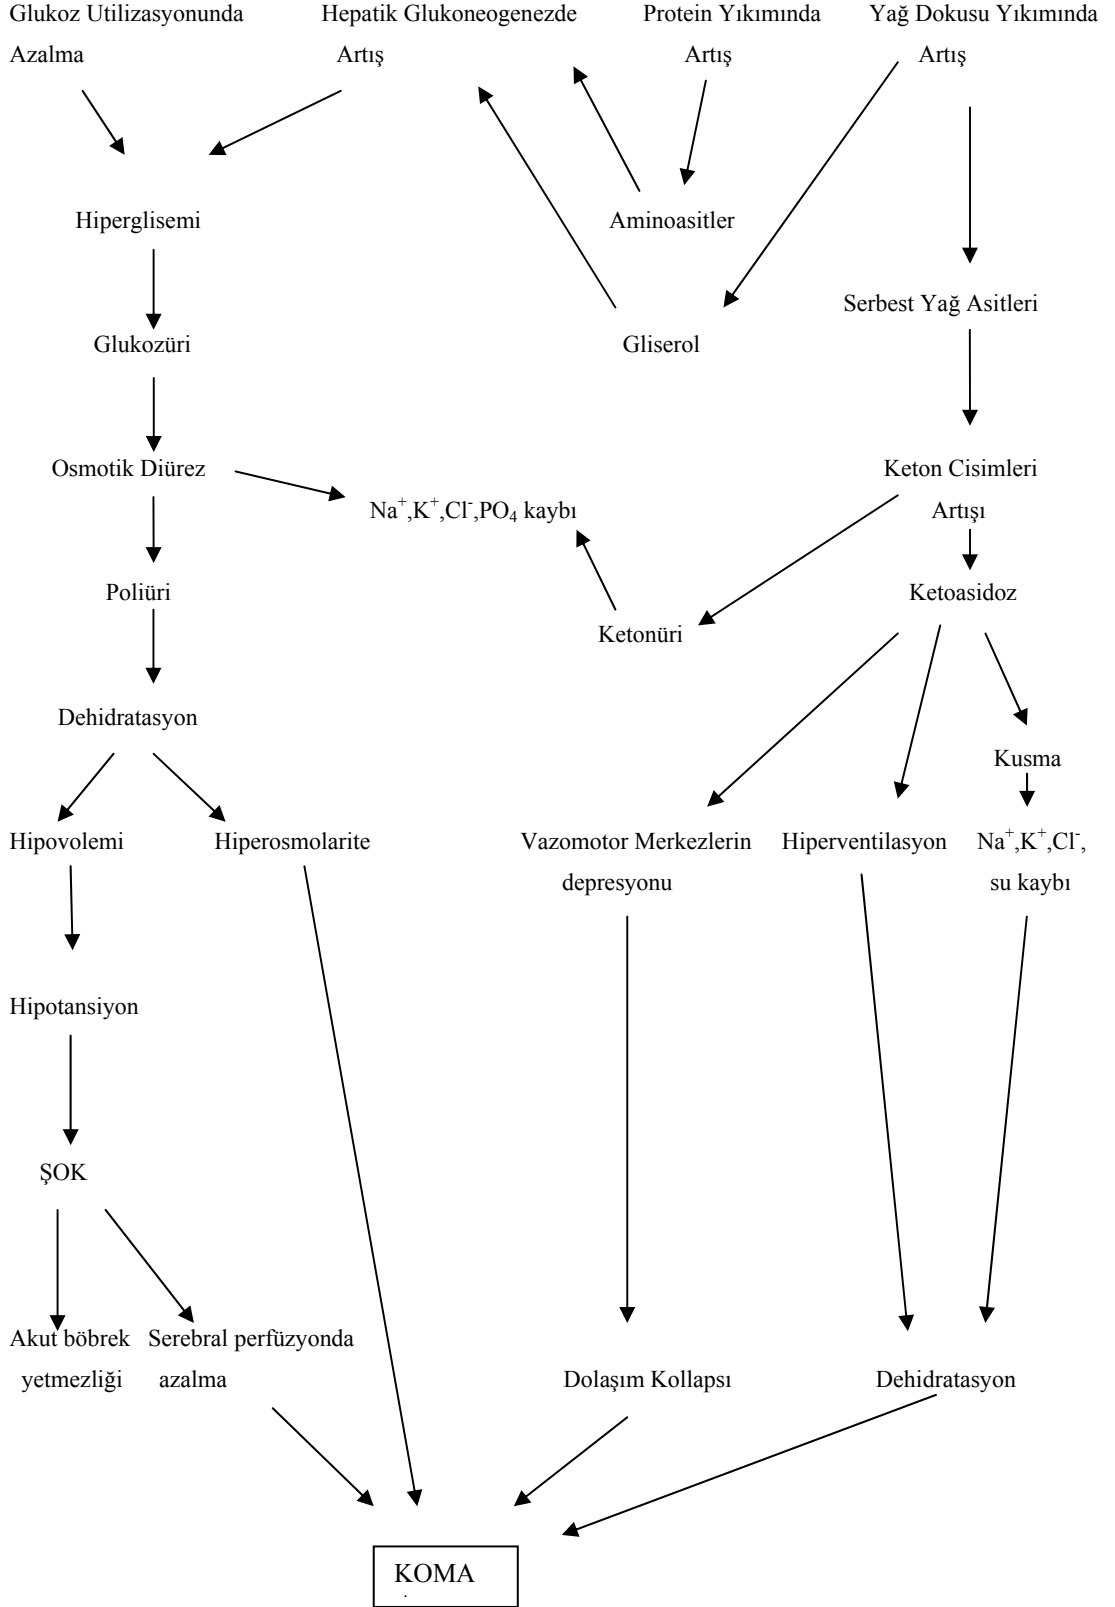 Glukoz Utilizasyonunda
Azalma
Hepatik Glukoneogenezde
Artış
Protein Yıkımında
Artış
Yağ Dokusu Yıkımında
Artış
Hiperglisemi
Aminoasitler
Serbest Yağ Asitleri
Glukozüri
Gliserol
Osmotik Diürez
Keton Cisimleri
Artışı
Na⁺,K⁺,Cl⁻,PO₄ kaybı
Poliüri
Ketoasidoz
Ketonüri
Dehidratasyon
Kusma
Hipovolemi
Hiperosmolarite
Vazomotor Merkezlerin
depresyonu
Hiperventilasyon
Na⁺,K⁺,Cl⁻,
su kaybı
Hipotansiyon
ŞOK
Akut böbrek
yetmezliği
Serebral perfüzyonda
azalma
Dolaşım Kollapsı
Dehidratasyon
KOMA